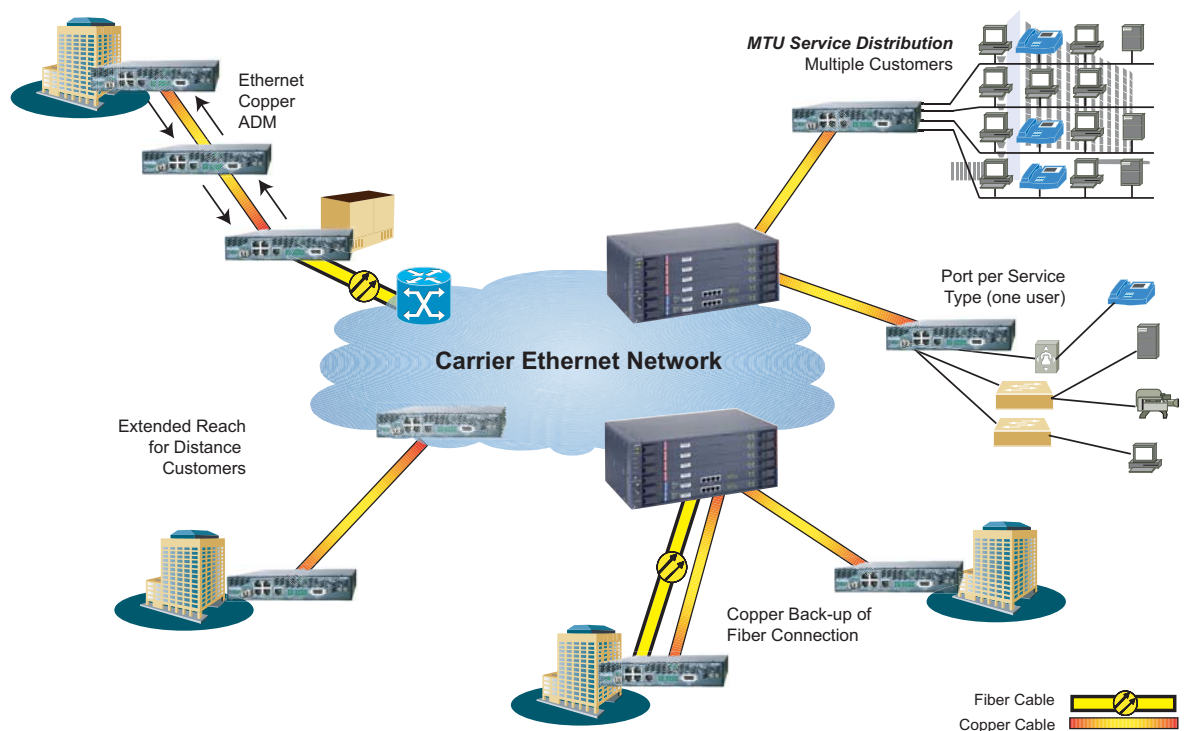 Ethernet
Copper
ADM
MTU Service Distribution
Multiple Customers
Port per Service
Type (one user)
Carrier Ethernet Network
Extended Reach
for Distance
Customers
Copper Back-up of
Fiber Connection
Fiber Cable
Copper Cable